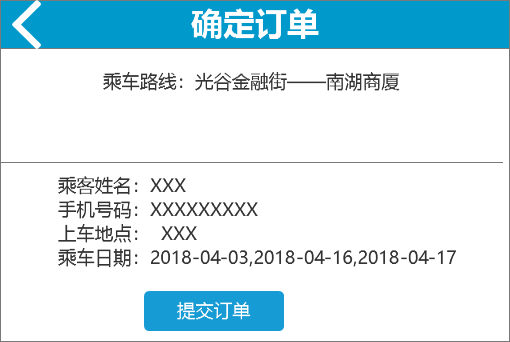 确定订单
乘车路线：光谷金融街——南湖商厦
乘客姓名：XXX
手机号码：XXXXXXXXX
上车地点： XXX
乘车日期：2018-04-03,2018-04-16,2018-04-17
提交订单